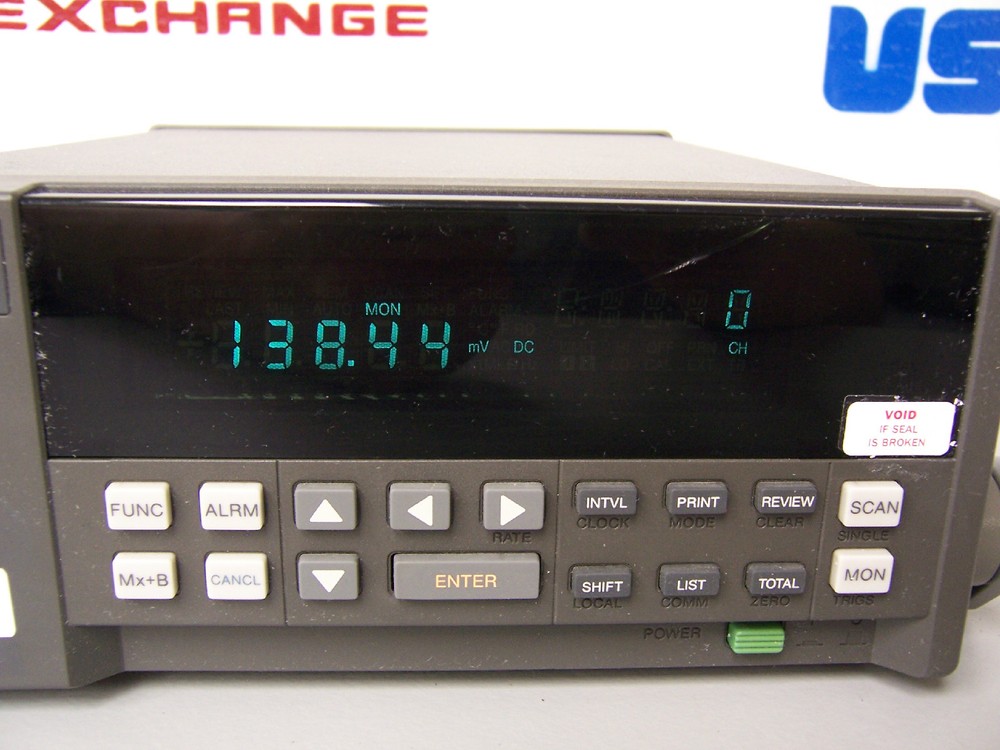 EXCHANGE
US
MON
138.44 mV DC
0
CH
VOID
IF SEAL
IS BROKEN
FUNC ALRM INTVL PRINT REVIEW SCAN
RATE CLOCK MODE CLEAR SINGLE
Mx+B CANCL ENTER SHIFT LIST TOTAL MON
LOCAL COMM ZERO TRIGS
POWER